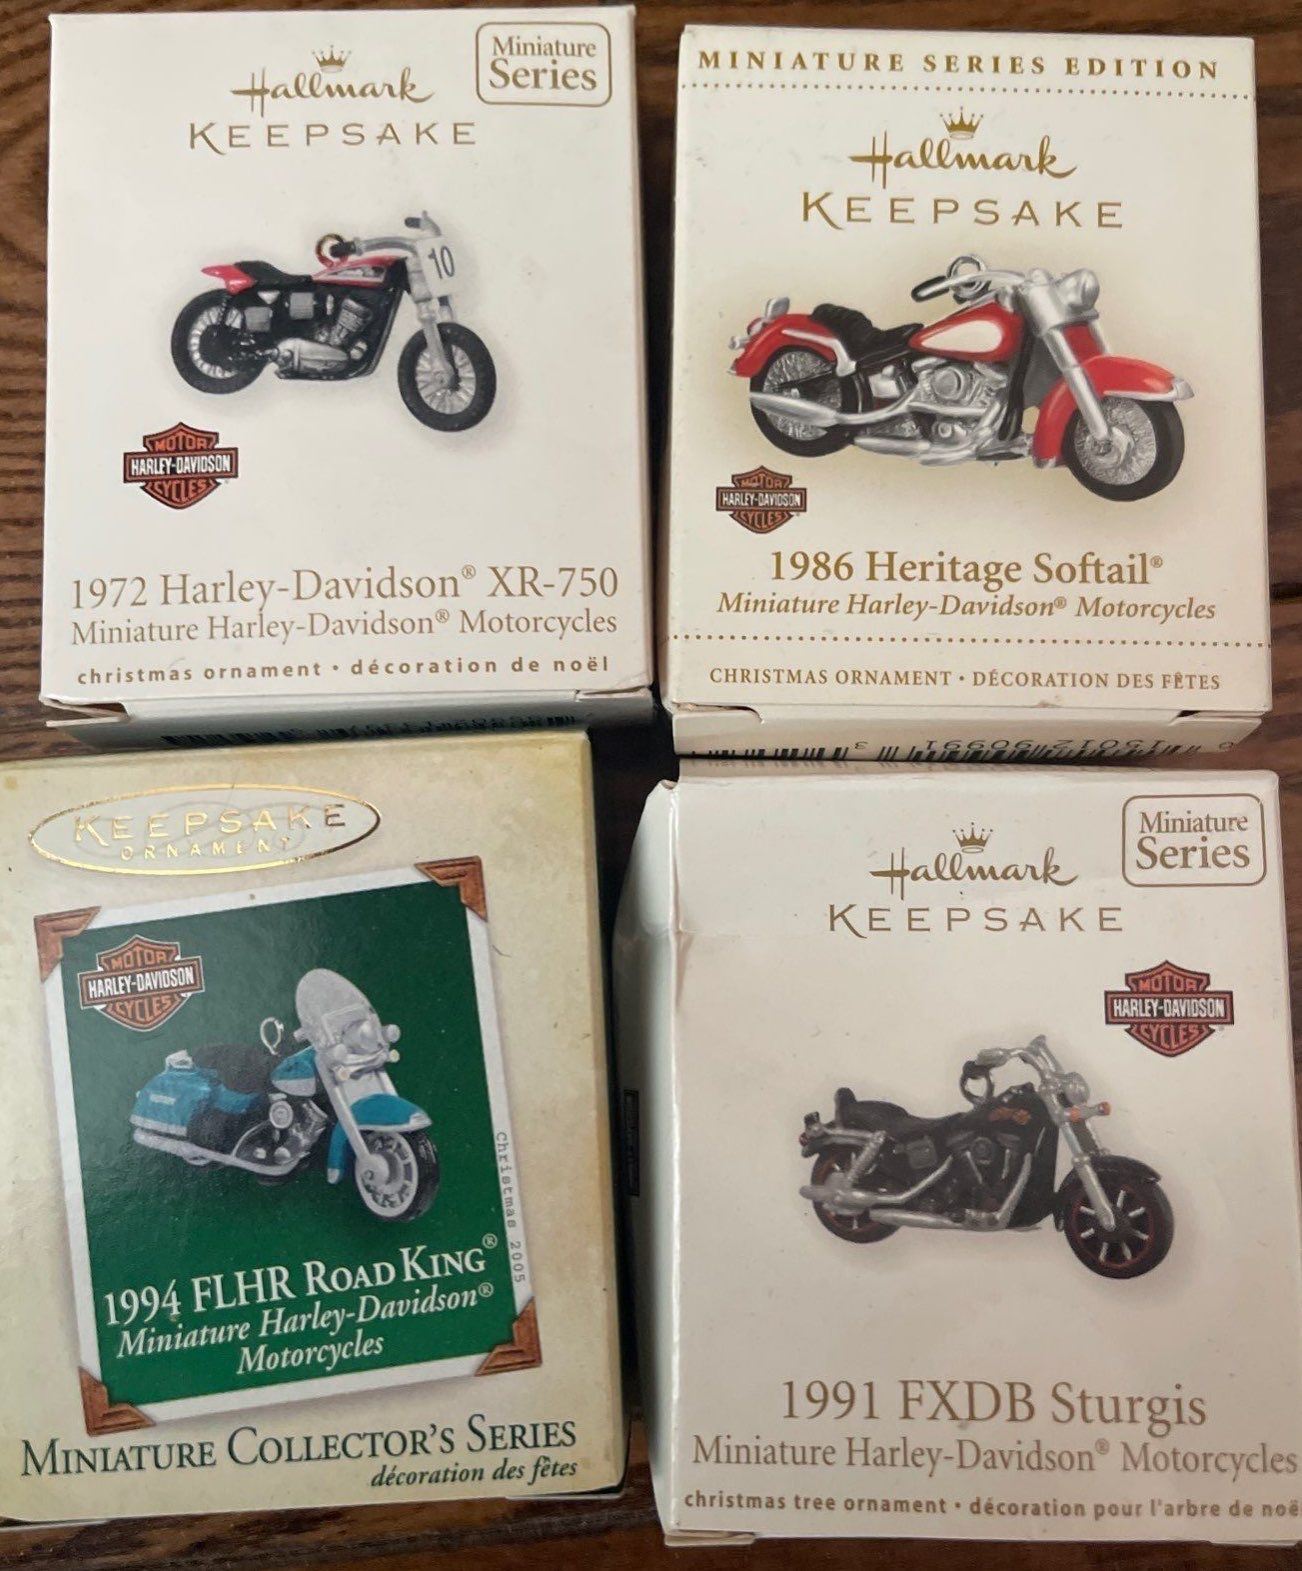 Miniature
Series
Hallmark
KEEPSAKE
10
MOTOR
HARLEY-DAVIDSON
CYCLES
1972 Harley-Davidson® XR-750
Miniature Harley-Davidson® Motorcycles
christmas ornament • décoration de noël
MINIATURE SERIES EDITION
Hallmark
KEEPSAKE
MOTOR
HARLEY-DAVIDSON
CYCLES
1986 Heritage Softail®
Miniature Harley-Davidson® Motorcycles
CHRISTMAS ORNAMENT • DÉCORATION DES FÊTES
KEEPSAKE
ORNAMENT
MOTOR
HARLEY-DAVIDSON
CYCLES
Christmas 2005
1994 FLHR ROAD KING®
Miniature Harley-Davidson®
Motorcycles
MINIATURE COLLECTOR'S SERIES
décoration des fêtes
Miniature
Series
Hallmark
KEEPSAKE
MOTOR
HARLEY-DAVIDSON
CYCLES
1991 FXDB Sturgis
Miniature Harley-Davidson® Motorcycles
christmas tree ornament • décoration pour l'arbre de noë